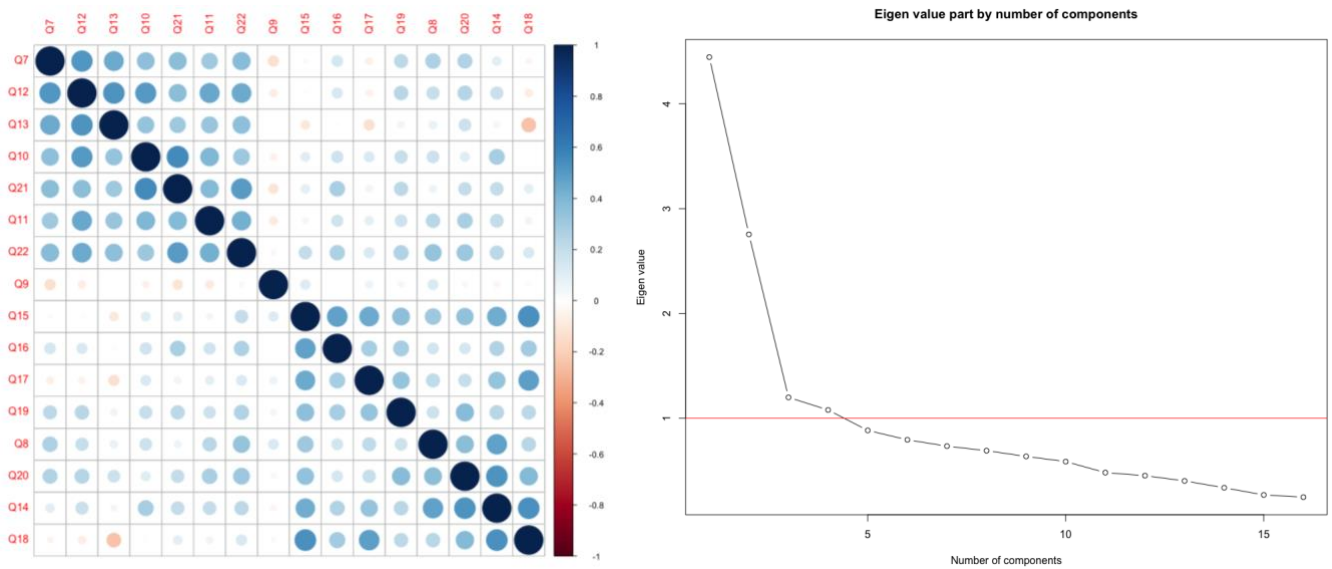 Q7 Q12 Q13 Q10 Q21 Q11 Q22 Q9 Q15 Q16 Q17 Q19 Q8 Q20 Q14 Q18
Q7
Q12
Q13
Q10
Q21
Q11
Q22
Q9
Q15
Q16
Q17
Q19
Q8
Q20
Q14
Q18
1
0.8
0.6
0.4
0.2
0
-0.2
-0.4
-0.6
-0.8
-1
Eigen value part by number of components
Eigen value
4
3
2
1
5 10 15
Number of components